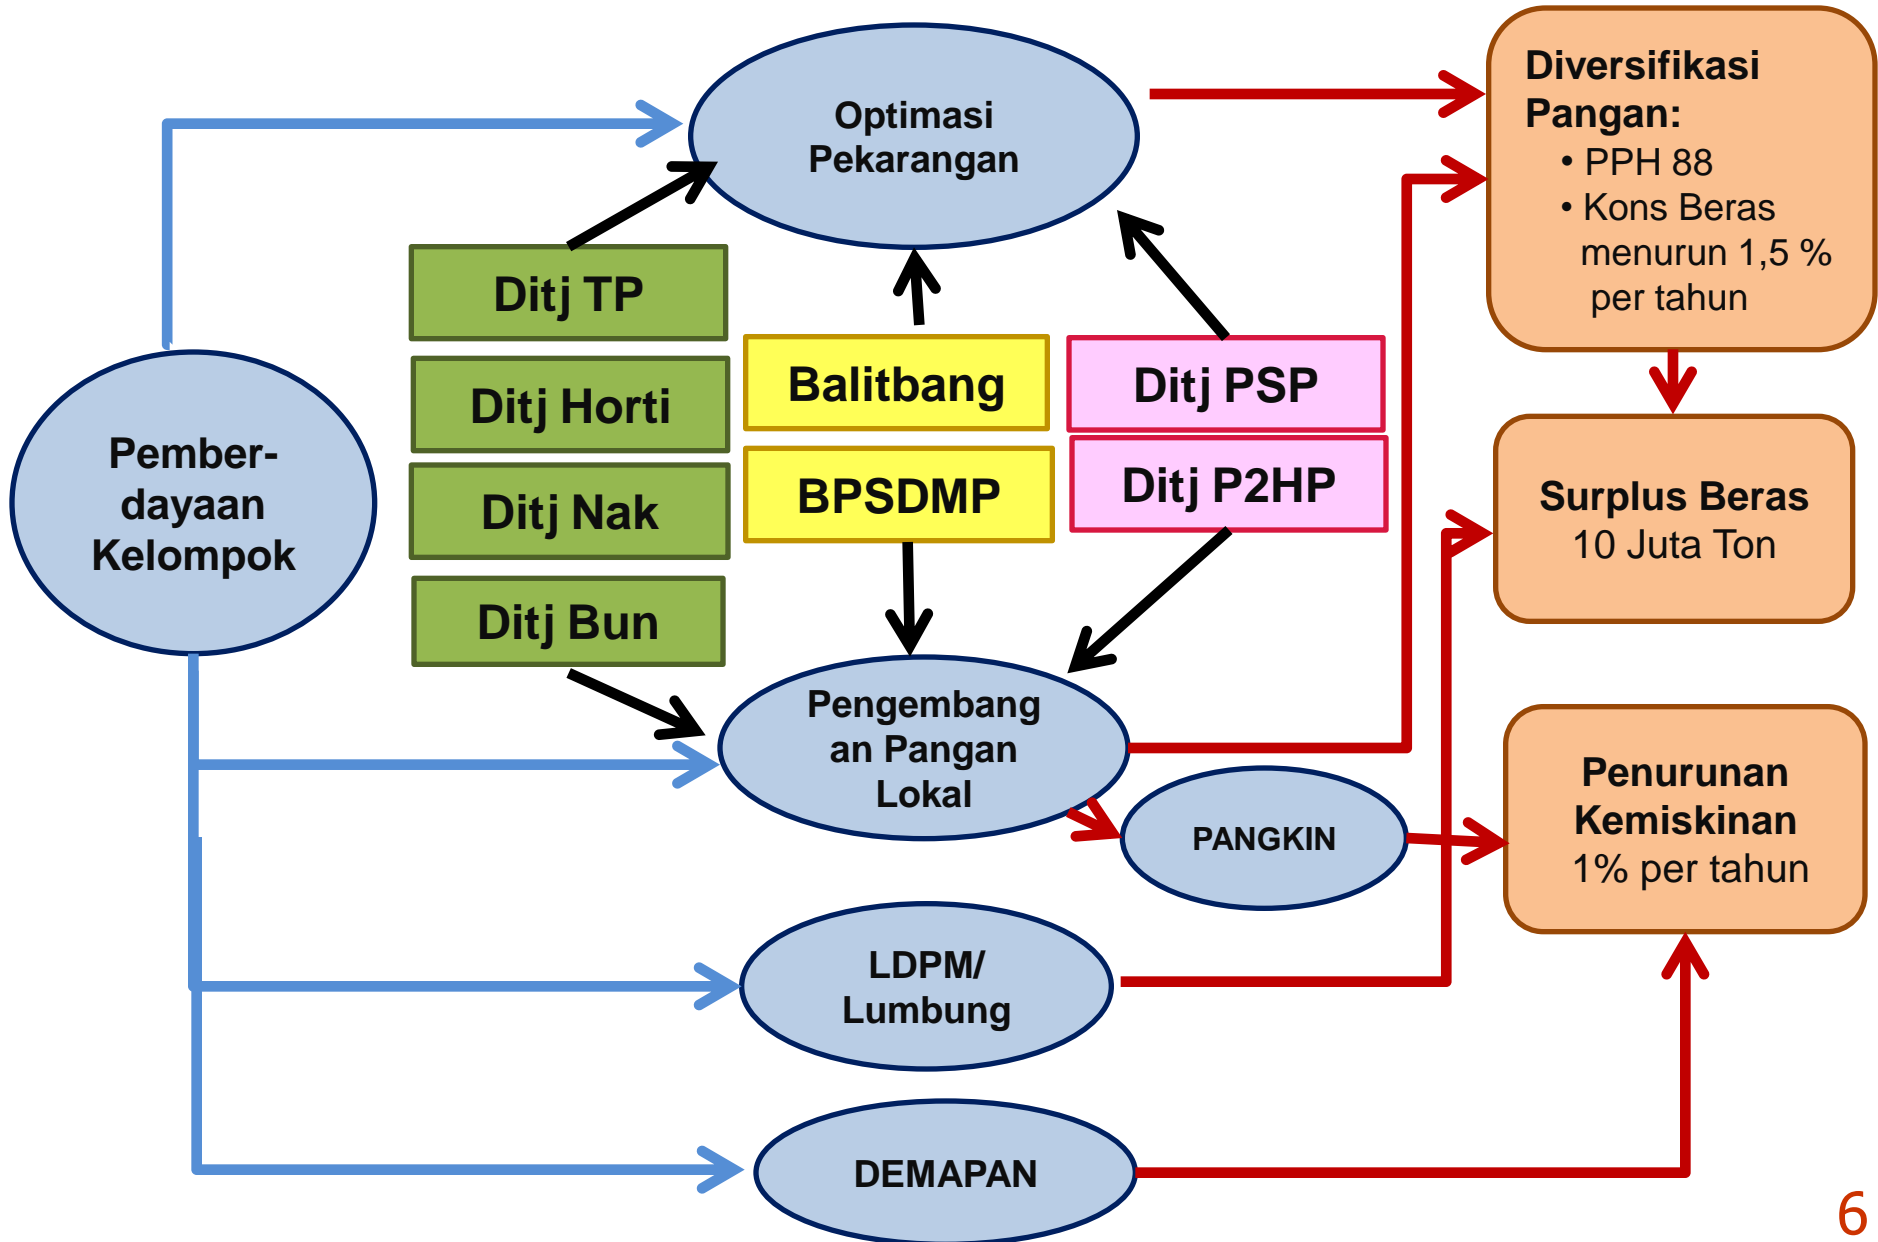 Optimasi
Pekarangan
Diversifikasi
Pangan:
• PPH 88
• Kons Beras
menurun 1,5 %
per tahun
Ditj TP
Ditj Horti
Ditj Nak
Ditj Bun
Balitbang
BPSDMP
Ditj PSP
Ditj P2HP
Pember-
dayaan
Kelompok
Surplus Beras
10 Juta Ton
Pengembang
an Pangan
Lokal
PANGKIN
Penurunan
Kemiskinan
1% per tahun
LDPM/
Lumbung
DEMAPAN
6